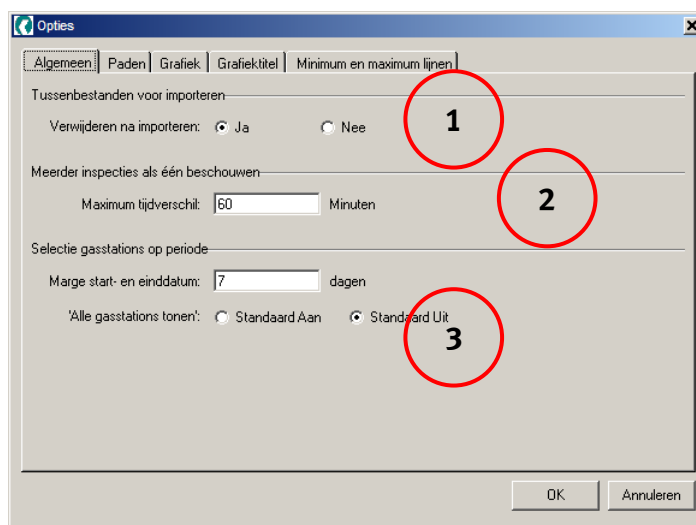 Opties
Algemeen Paden Grafiek Grafiektitel Minimum en maximum lijnen
Tussenbestanden voor importeren
Verwijderen na importeren: Ja Nee
1
Meerder inspecties als één beschouwen
Maximum tijdverschil: 60 Minuten
2
Selectie gasstations op periode
Marge start- en einddatum: 7 dagen
'Alle gasstations tonen': Standaard Aan Standaard Uit
3
OK Annuleren